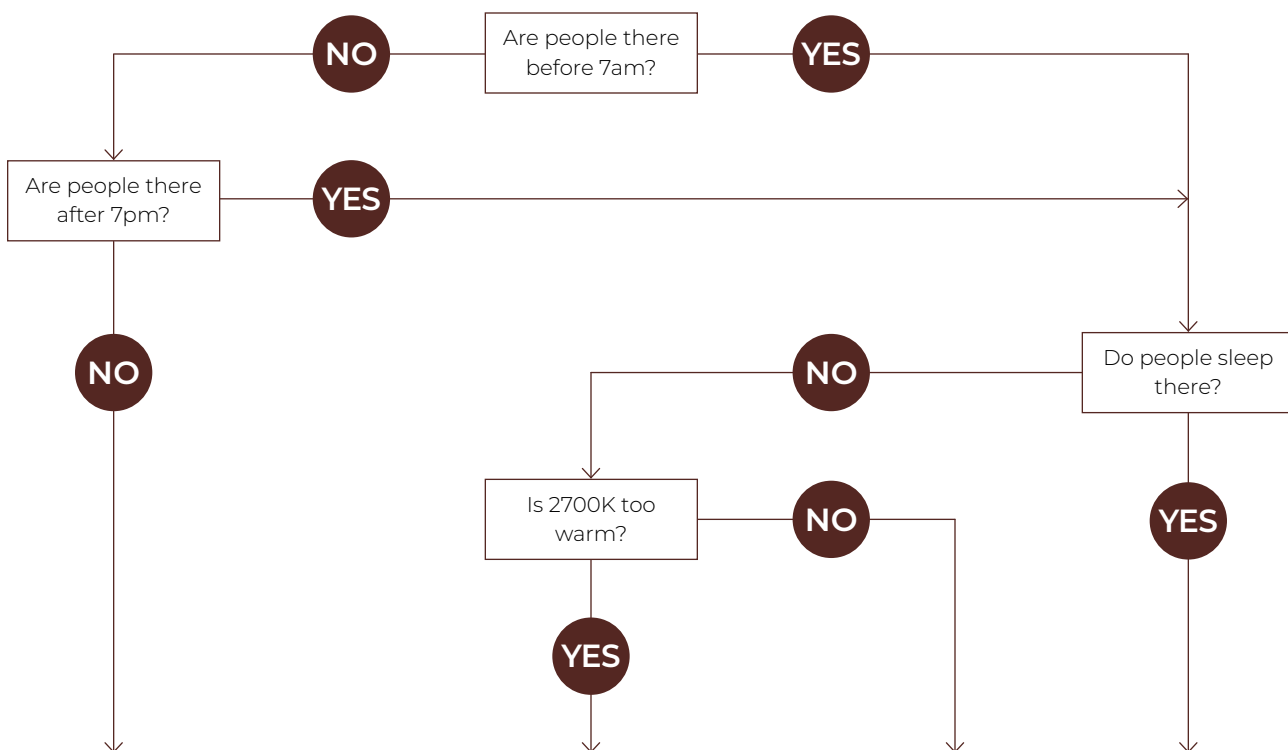 NO
Are people there
before 7am?
YES
Are people there
after 7pm?
YES
NO
NO
Do people sleep
there?
Is 2700K too
warm?
NO
YES
YES